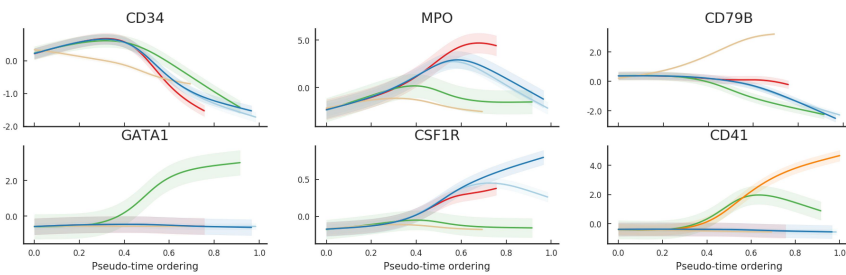 CD34 MPO CD79B
0.0 -1.0 -2.0
5.0 0.0
2.0 0.0 -2.0
GATA1 CSF1R CD41
2.0 0.0
0.5 0.0
4.0 2.0 0.0
0.0 0.2 0.4 0.6 0.8 1.0 0.0 0.2 0.4 0.6 0.8 1.0 0.0 0.2 0.4 0.6 0.8 1.0
Pseudo-time ordering Pseudo-time ordering Pseudo-time ordering